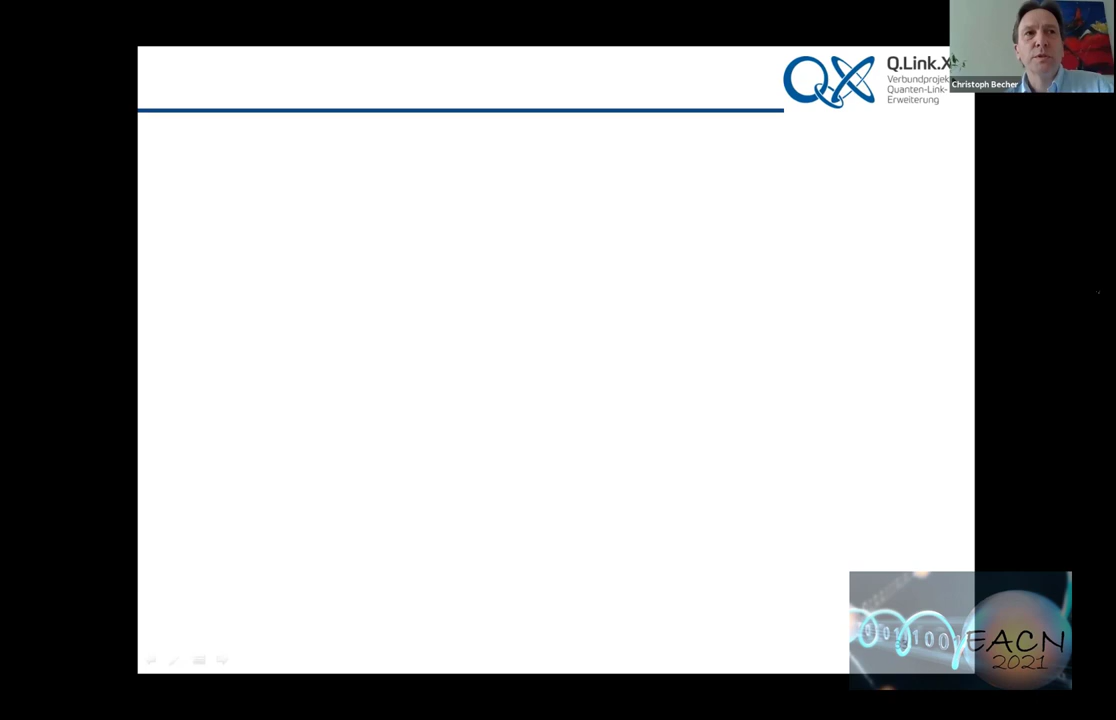 Q.Link.X
Verbundprojekt
Quanten-Link-
Erweiterung
Christoph Becher
EACN
2021